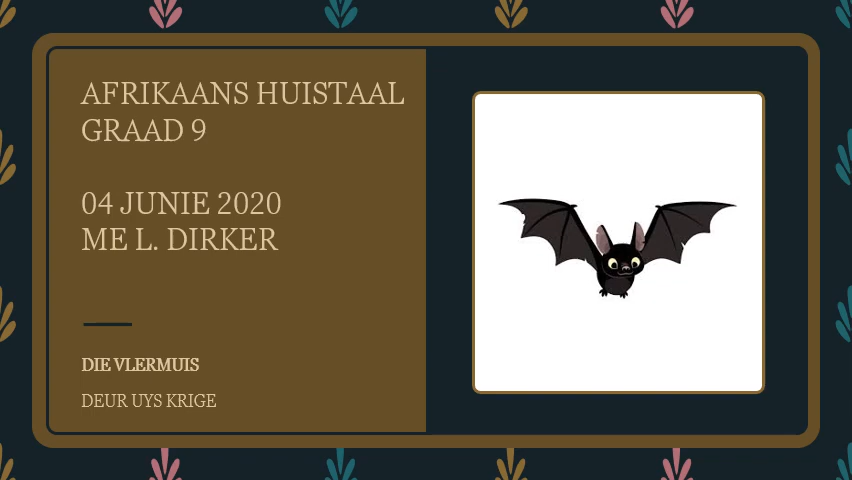 AFRIKAANS HUISTAAL
GRAAD 9
04 JUNIE 2020
ME L. DIRKER
DIE VLERMUIS
DEUR UYS KRIGE